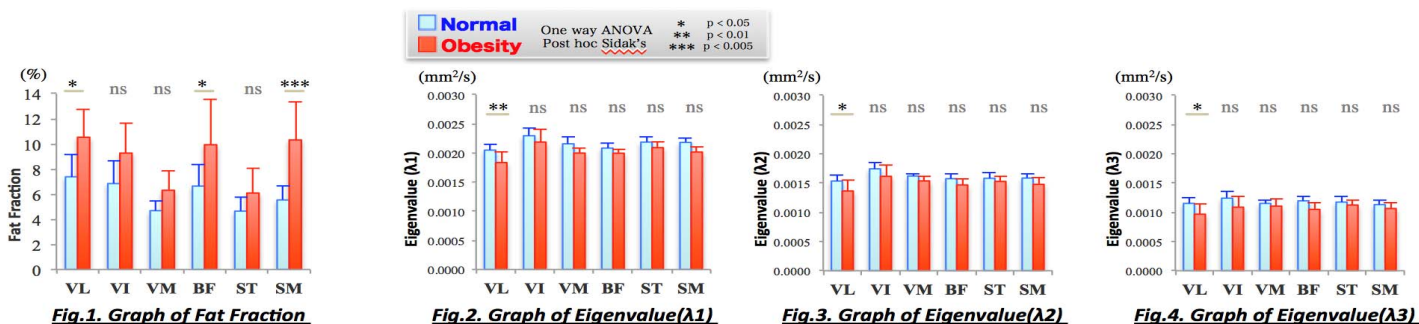 Normal
Obesity
One way ANOVA
Post hoc Sidak's
* p < 0.05
** p < 0.01
*** p < 0.005
(%)
* ns ns * ns ***
14
12
10
8
6
4
2
0
Fat Fraction
VL VI VM BF ST SM
Fig.1. Graph of Fat Fraction
(mm²/s)
** ns ns ns ns ns
0.0030
0.0025
0.0020
0.0015
0.0010
0.0005
0.0000
Eigenvalue (λ1)
VL VI VM BF ST SM
Fig.2. Graph of Eigenvalue(λ1)
(mm²/s)
* ns ns ns ns ns
0.0030
0.0025
0.0020
0.0015
0.0010
0.0005
0.0000
Eigenvalue (λ2)
VL VI VM BF ST SM
Fig.3. Graph of Eigenvalue(λ2)
(mm²/s)
* ns ns ns ns ns
0.0030
0.0025
0.0020
0.0015
0.0010
0.0005
0.0000
Eigenvalue (λ3)
VL VI VM BF ST SM
Fig.4. Graph of Eigenvalue(λ3)